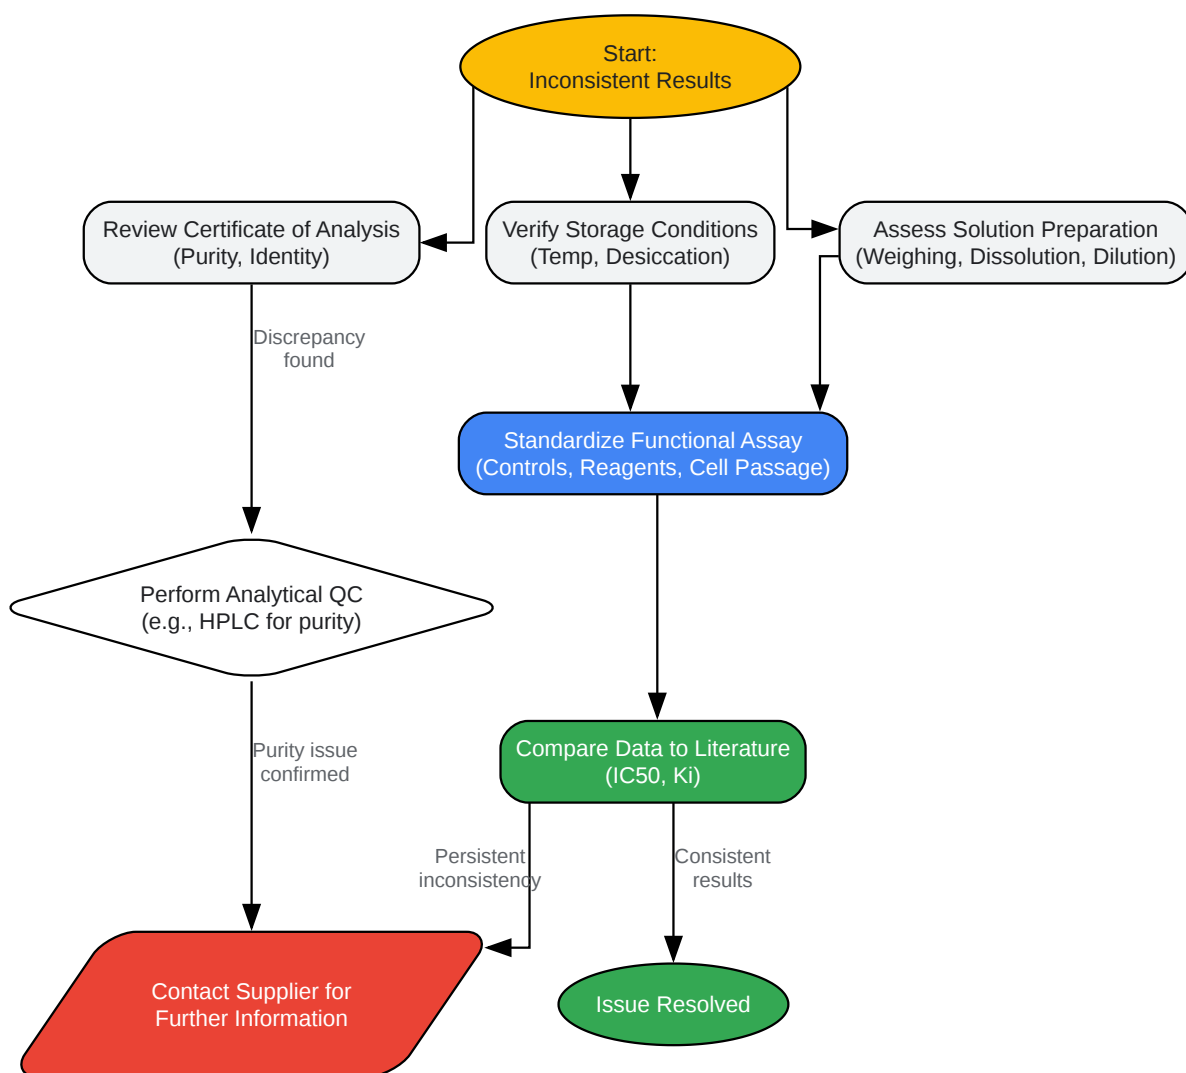 Start:
Inconsistent Results
Review Certificate of Analysis
(Purity, Identity)
Verify Storage Conditions
(Temp, Desiccation)
Assess Solution Preparation
(Weighing, Dissolution, Dilution)
Discrepancy
found
Standardize Functional Assay
(Controls, Reagents, Cell Passage)
Perform Analytical QC
(e.g., HPLC for purity)
Purity issue
confirmed
Compare Data to Literature
(IC50, Ki)
Persistent
inconsistency
Consistent
results
Contact Supplier for
Further Information
Issue Resolved